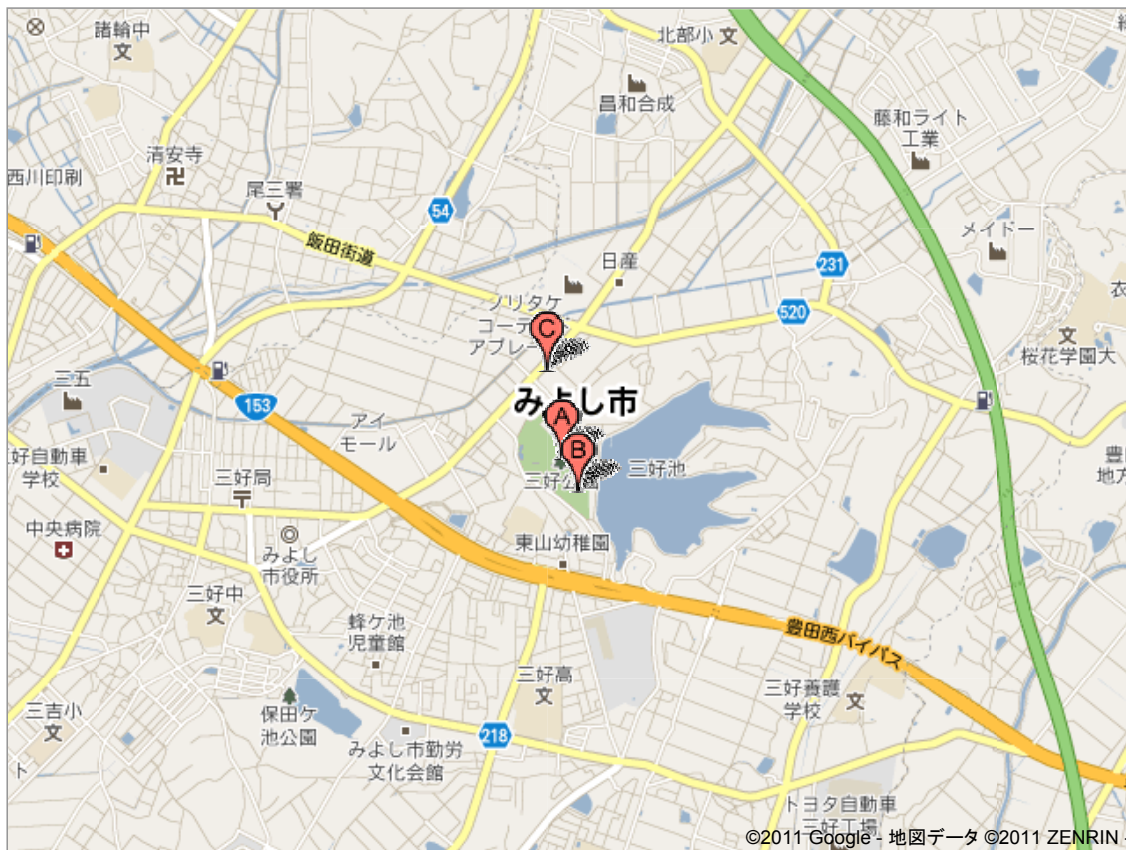 諸輪中
北部小
昌和合成
藤和ライト
工業
清安寺
西川印刷
尾三署
54
飯田街道
メイドー
日産
231
520
ノリタケ
コーテ
アブレー
C
桜花学園大
三五
153
みよし市
A
アイ
モール
B
好自動車
学校
三好公園
三好池
三好局
中央病院
みよし
市役所
東山幼稚園
三好中
蜂ケ池
児童館
豊田西バイパス
三好高
三好養護
学校
三吉小
保田ケ
池公園
218
みよし市勤労
文化会館
ト
トヨタ自動車
三好工場
©2011 Google - 地図データ ©2011 ZENRIN -